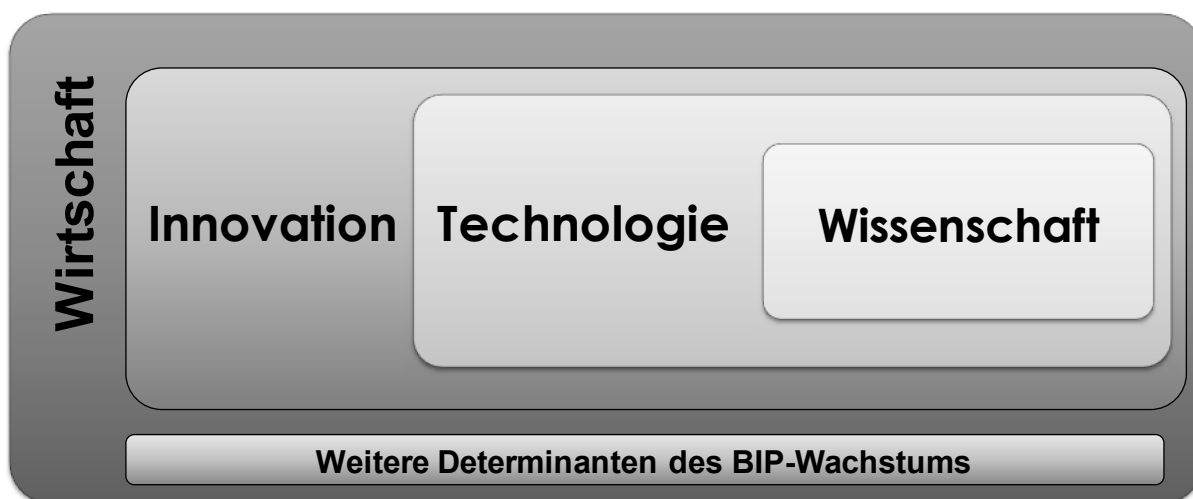 Wirtschaft
Innovation
Technologie
Wissenschaft
Weitere Determinanten des BIP-Wachstums